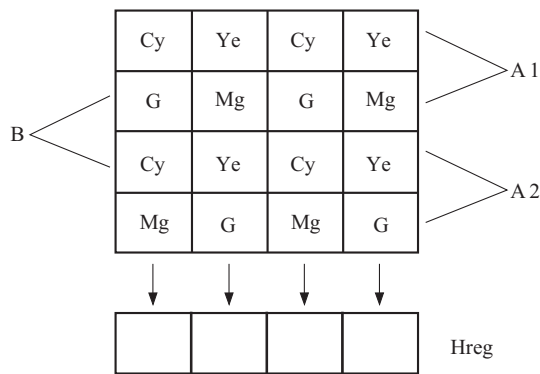 Cy Ye Cy Ye
A 1
G Mg G Mg
B
Cy Ye Cy Ye
A 2
Mg G Mg G
Hreg